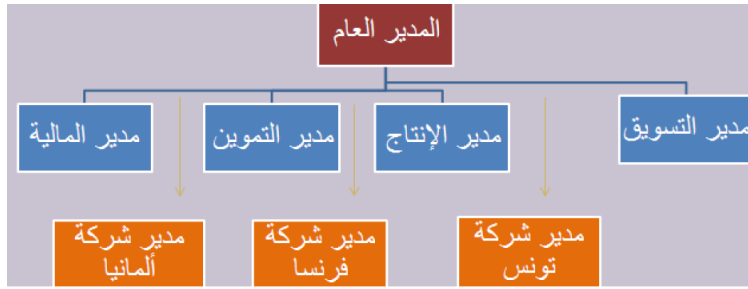 المدير العام
مدير التسويق
مدير الإنتاج
مدير التموين
مدير المالية
مدير شركة
تونس
مدير شركة
فرنسا
مدير شركة
ألمانيا